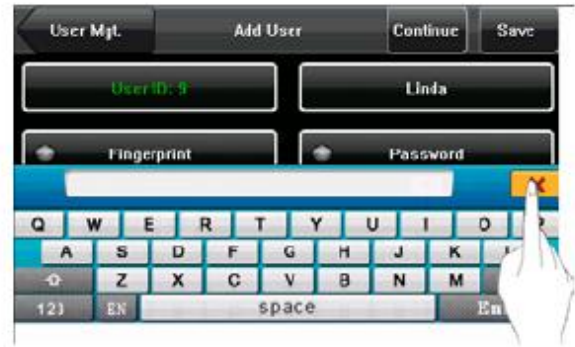 User Mgt. Add User Continue Save
User ID: 9 Linda
Fingerprint Password
X
Q W E R T Y U I O P
A S D F G H J K
Z X C V B N M
123 EN space